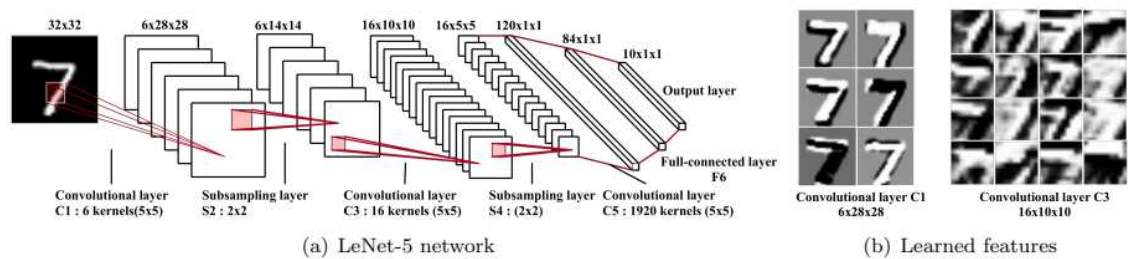 32x32
6x28x28
6x14x14
16x10x10
16x5x5
120x1x1
84x1x1
10x1x1
Output layer
Full-connected layer
F6
Convolutional layer
C1 : 6 kernels(5x5)
Subsampling layer
S2 : 2x2
Convolutional layer
C3 : 16 kernels (5x5)
Subsampling layer
S4 : (2x2)
Convolutional layer
C5 : 1920 kernels (5x5)
(a) LeNet-5 network
Convolutional layer C1
6x28x28
Convolutional layer C3
16x10x10
(b) Learned features